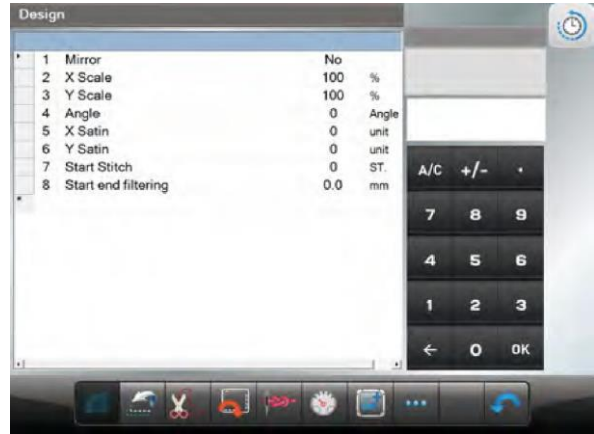 Design
1 Mirror No
2 X Scale 100 %
3 Y Scale 100 %
4 Angle 0 Angle
5 X Satin 0 unit
6 Y Satin 0 unit
7 Start Stitch 0 ST.
8 Start end filtering 0.0 mm
A/C +/- .
7 8 9
4 5 6
1 2 3
← 0 OK